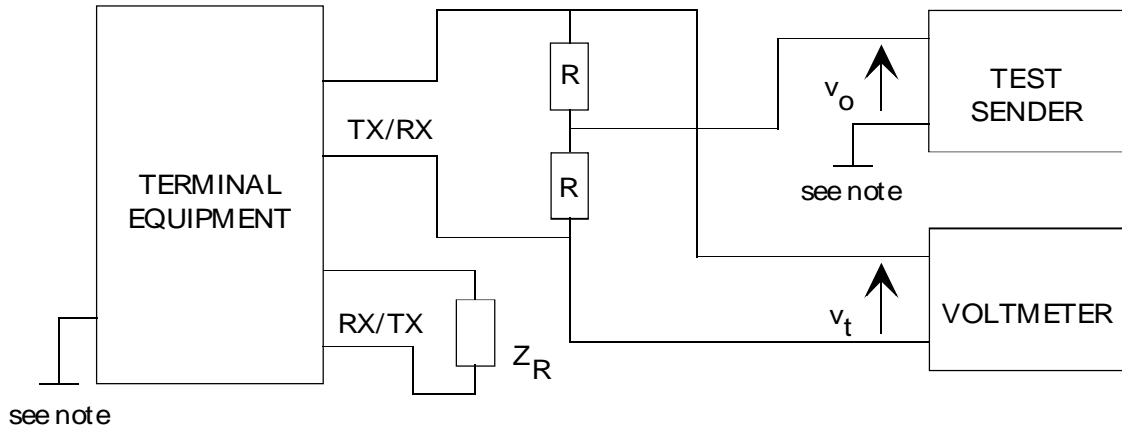 TERMINAL
EQUIPMENT
see note
TX/RX
RX/TX
R
R
Z_R
v_o
see note
TEST
SENDER
v_t
VOLTMETER